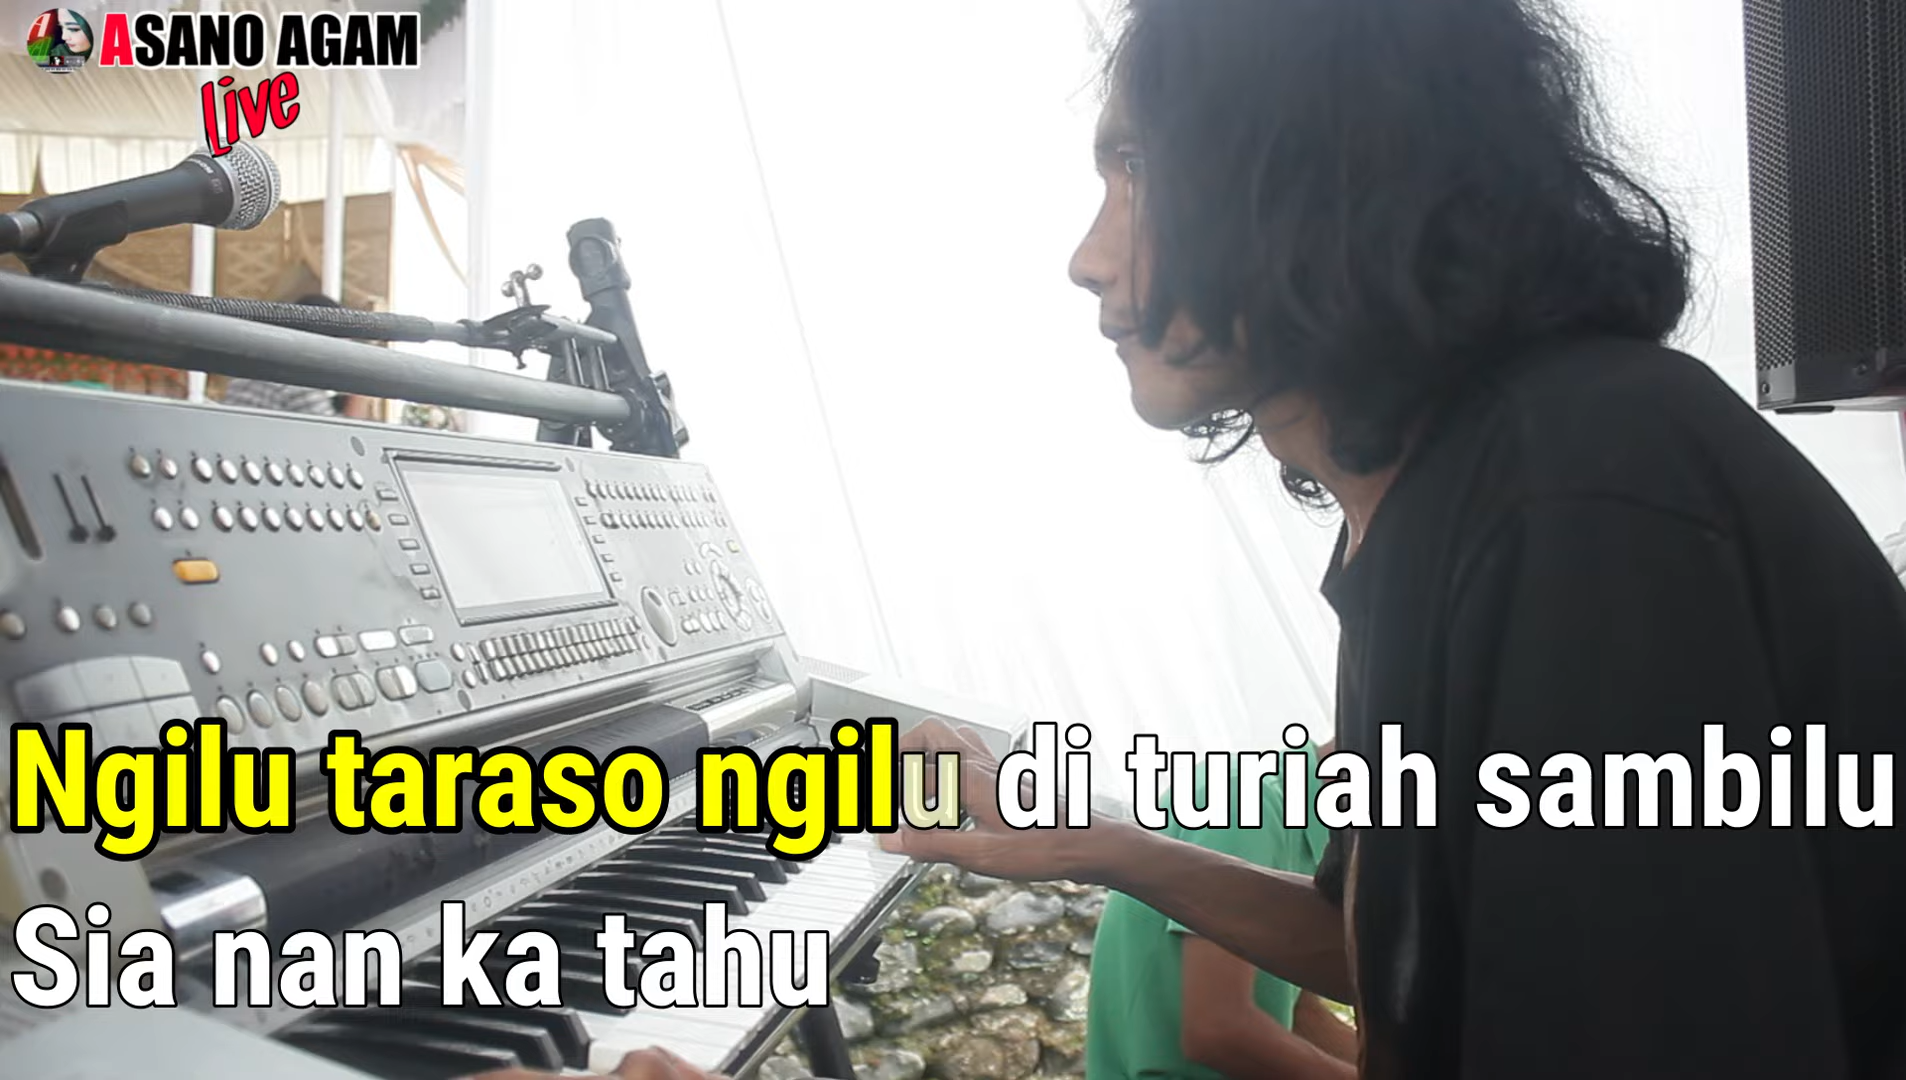 ASANO AGAM
Live
Ngilu taraso ngilu di turiah sambilu
Sia nan ka tahu